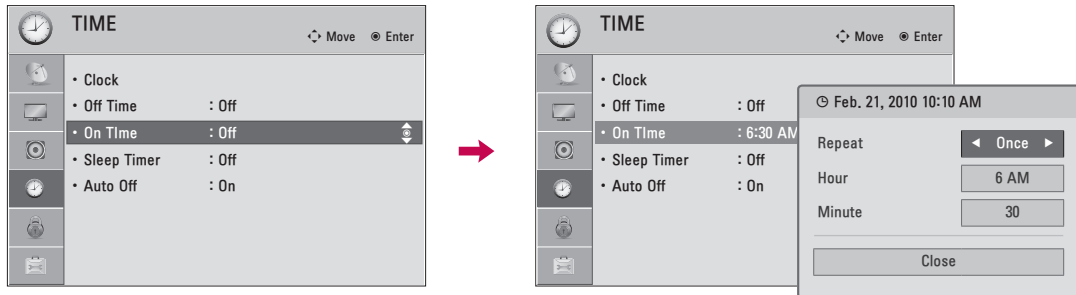 TIME
Move Enter
• Clock
• Off Time : Off
• On TIme : Off
• Sleep Timer : Off
• Auto Off : On
TIME
Move Enter
• Clock
• Off Time : Off
• On TIme : 6:30 AM
• Sleep Timer : Off
• Auto Off : On
Feb. 21, 2010 10:10 AM
Repeat ◄ Once ►
Hour 6 AM
Minute 30
Close